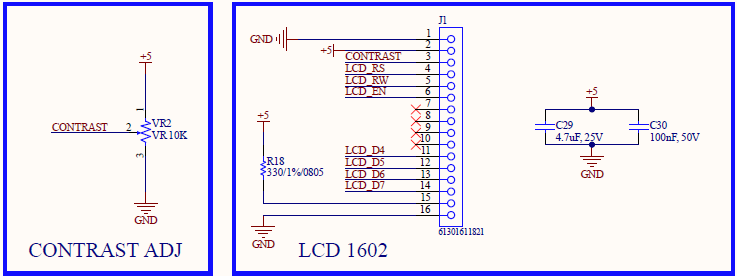 +5
1
CONTRAST 2 VR2
VR 10K
3
GND
CONTRAST ADJ
J1
GND 1
+5 2
CONTRAST 3
LCD_RS 4
LCD_RW 5
LCD_EN 6
7
8
9
10
LCD_D4 11
LCD_D5 12
LCD_D6 13
LCD_D7 14
15
16
+5
R18
330/1%/0805
GND
61301611821
LCD 1602
+5
C29
4.7uF, 25V
C30
100nF, 50V
GND